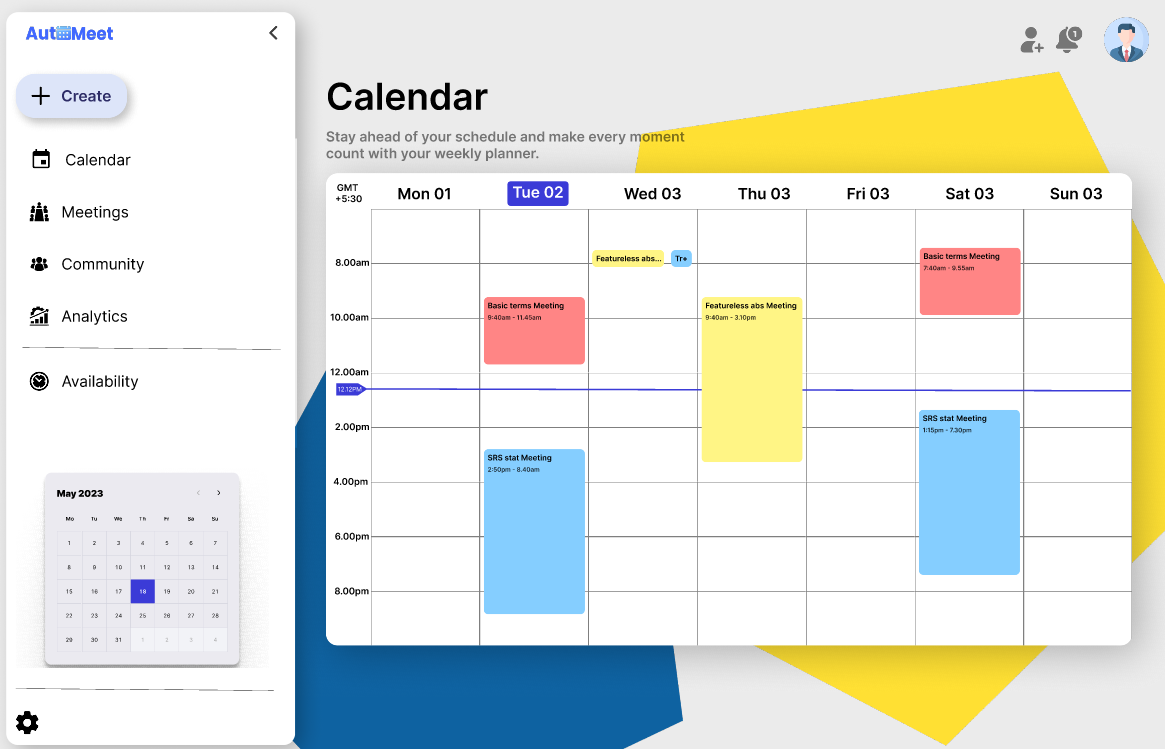 AutoMeet
Create
Calendar
Meetings
Community
Analytics
Availability
May 2023
Mo Tu We Th Fr Sa Su
1 2 3 4 5 6 7
8 9 10 11 12 13 14
15 16 17 18 19 20 21
22 23 24 25 26 27 28
29 30 31 1 2 3 4
1
Calendar
Stay ahead of your schedule and make every moment
count with your weekly planner.
GMT
+5:30
Mon 01 Tue 02 Wed 03 Thu 03 Fri 03 Sat 03 Sun 03
8.00am
10.00am
12.00am
12.12PM
2.00pm
4.00pm
6.00pm
8.00pm
Basic terms Meeting
9:40am - 11.45am
SRS stat Meeting
2:50pm - 8.40am
Featureless abs...
Tr
Featureless abs Meeting
9:40am - 3.10pm
Basic terms Meeting
7:40am - 9.55am
SRS stat Meeting
1:15pm - 7.30pm